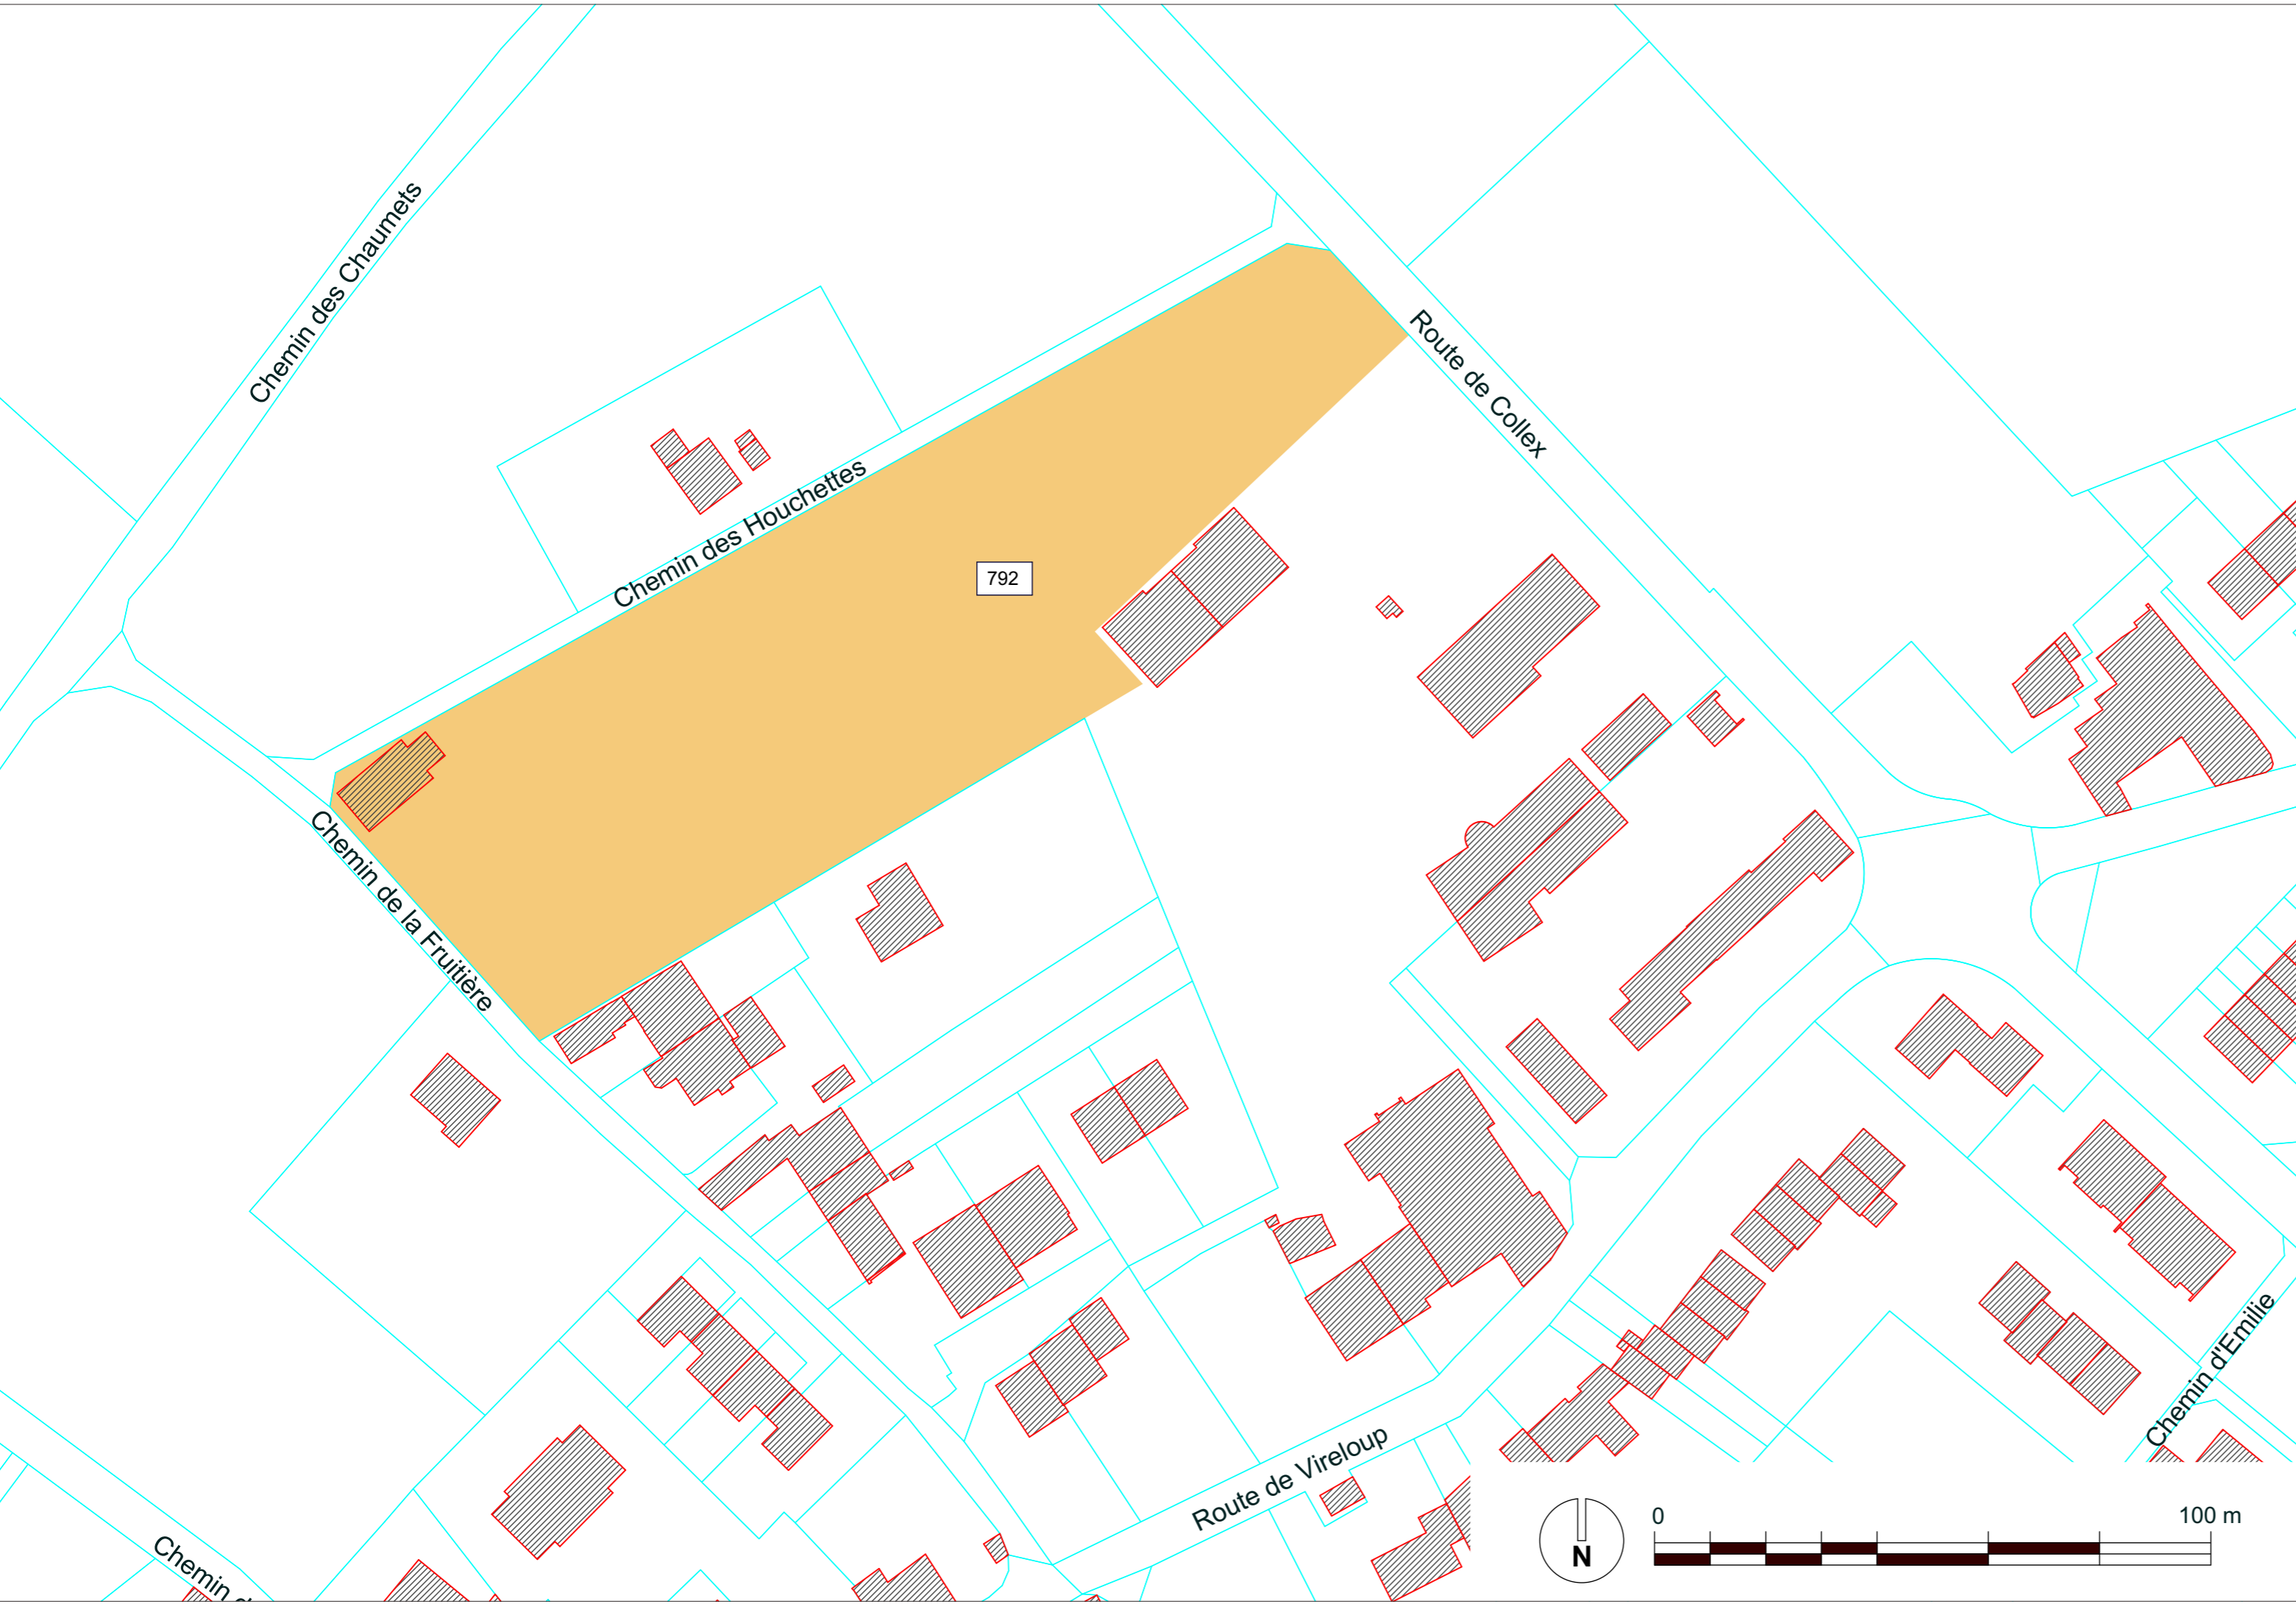 Chemin des Chaumets
Route de Collex
Chemin des Houchettes
792
Chemin de la Fruitière
Chemin d'Emilie
Route de Vireloup
0
100 m
N
Chemin